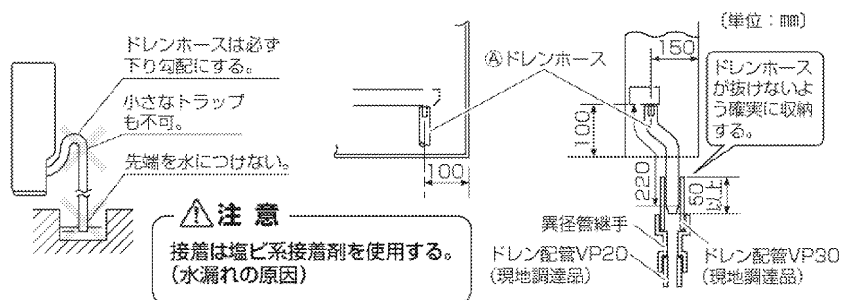 ドレンホースは必ず
下り勾配にする。
小さなトラップ
も不可。
先端を水につけない。
Ⓐドレンホース
100
(単位：mm)
150
ドレンホース
が抜けないよ
う確実に収納
する。
100
220
50
以上
異径管継手
ドレン配管VP20
(現地調達品)
ドレン配管VP30
(現地調達品)
注 意
接着は塩ビ系接着剤を使用する。
(水漏れの原因)